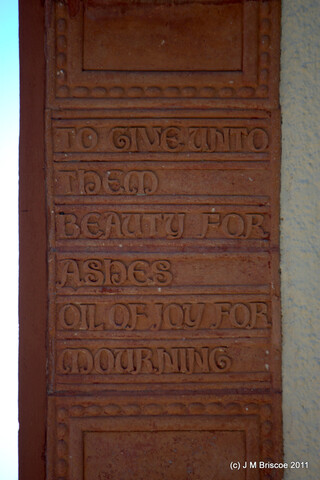 TO GIVE UNTO
THEM
BEAUTY FOR
ASHES
OIL OF JOY FOR
MOURNING
(c) J M Briscoe 2011